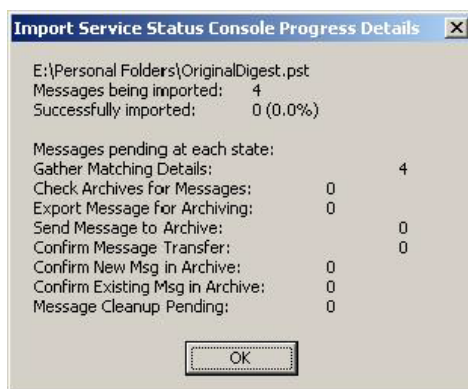 Import Service Status Console Progress Details
E:\Personal Folders\OriginalDigest.pst
Messages being imported: 4
Successfully imported: 0 (0.0%)
Messages pending at each state:
Gather Matching Details: 4
Check Archives for Messages: 0
Export Message for Archiving: 0
Send Message to Archive: 0
Confirm Message Transfer: 0
Confirm New Msg in Archive: 0
Confirm Existing Msg in Archive: 0
Message Cleanup Pending: 0
OK